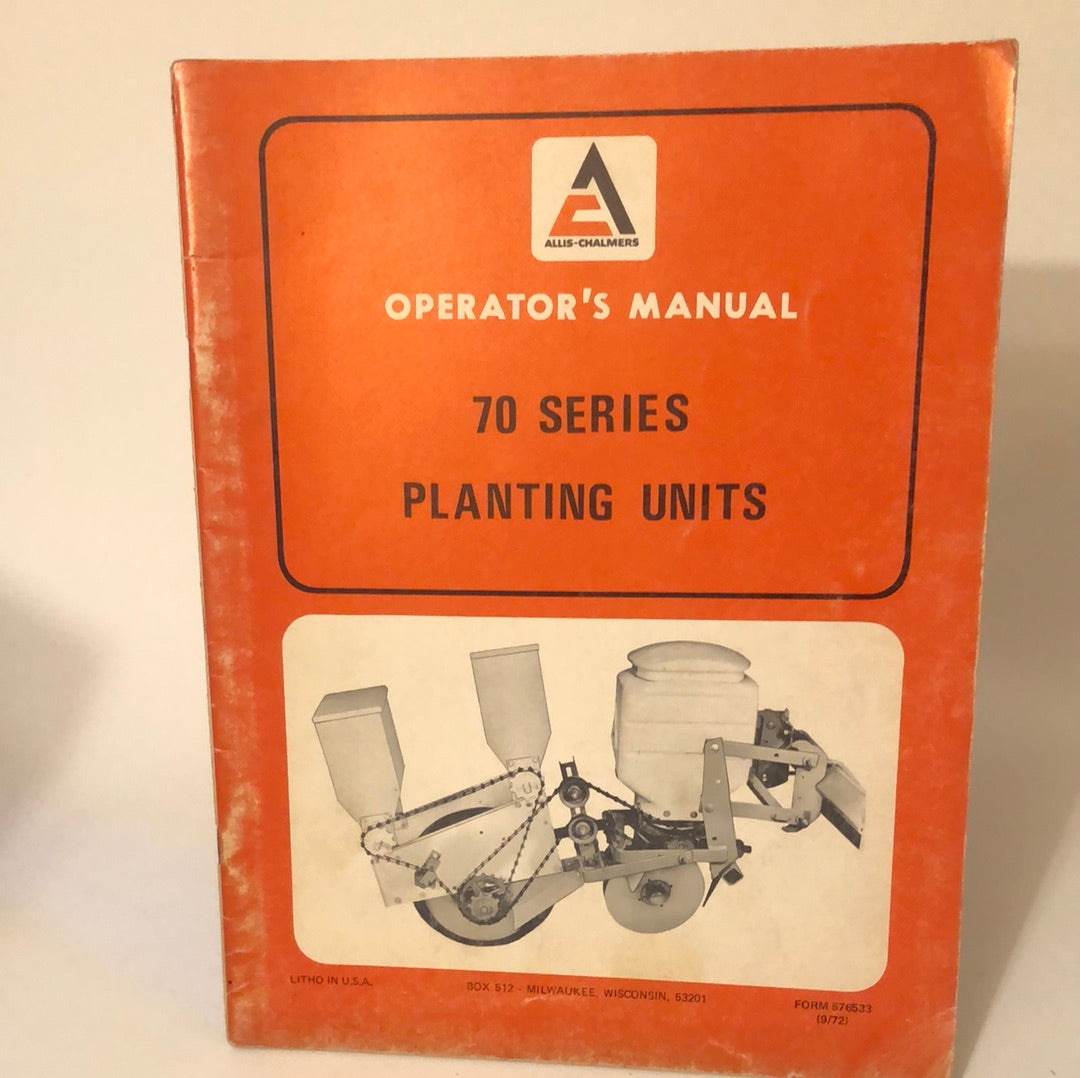 ALLIS-CHALMERS
OPERATOR'S MANUAL
70 SERIES
PLANTING UNITS
LITHO IN U.S.A.
BOX 512 - MILWAUKEE, WISCONSIN, 53201
FORM 576533
(9/72)